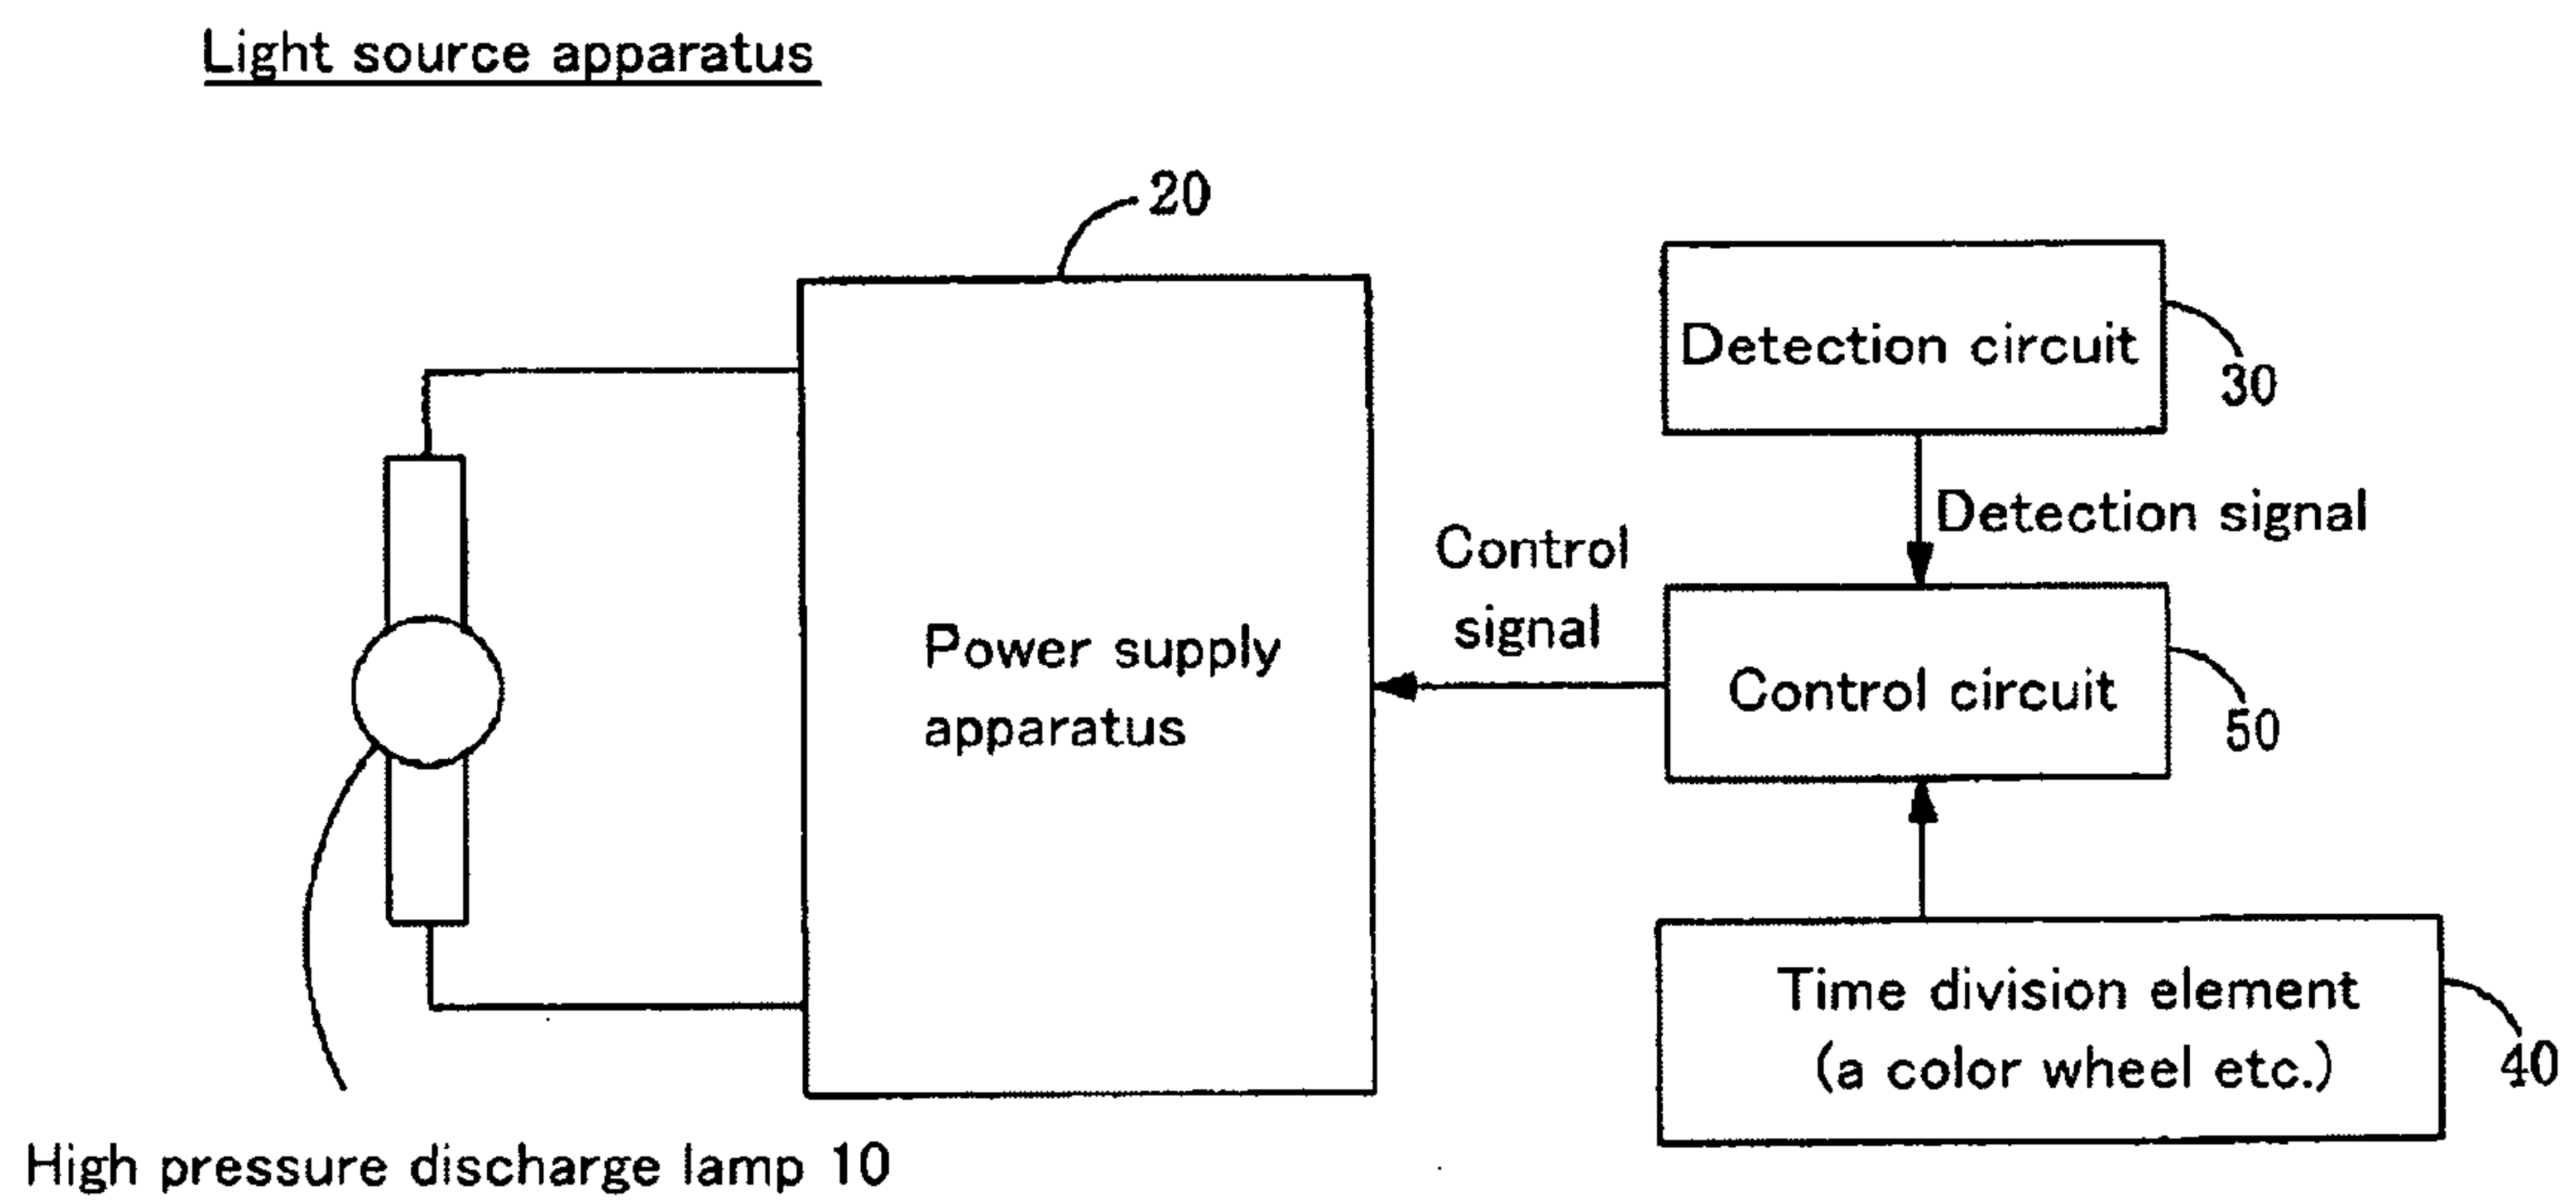 Light source apparatus
20
Detection circuit
30
Detection signal
Control
signal
Power supply
apparatus
Control circuit
50
Time division element
(a color wheel etc.)
40
High pressure discharge lamp 10